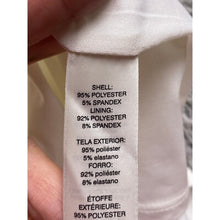 SHELL:
95% POLYESTER
5% SPANDEX
LINING:
92% POLYESTER
8% SPANDEX
TELA EXTERIOR:
95% poliéster
5% elastano
FORRO:
92% poliéster
8% elastano
ÉTOFFE
EXTÉRIEURE:
95% POLYESTER